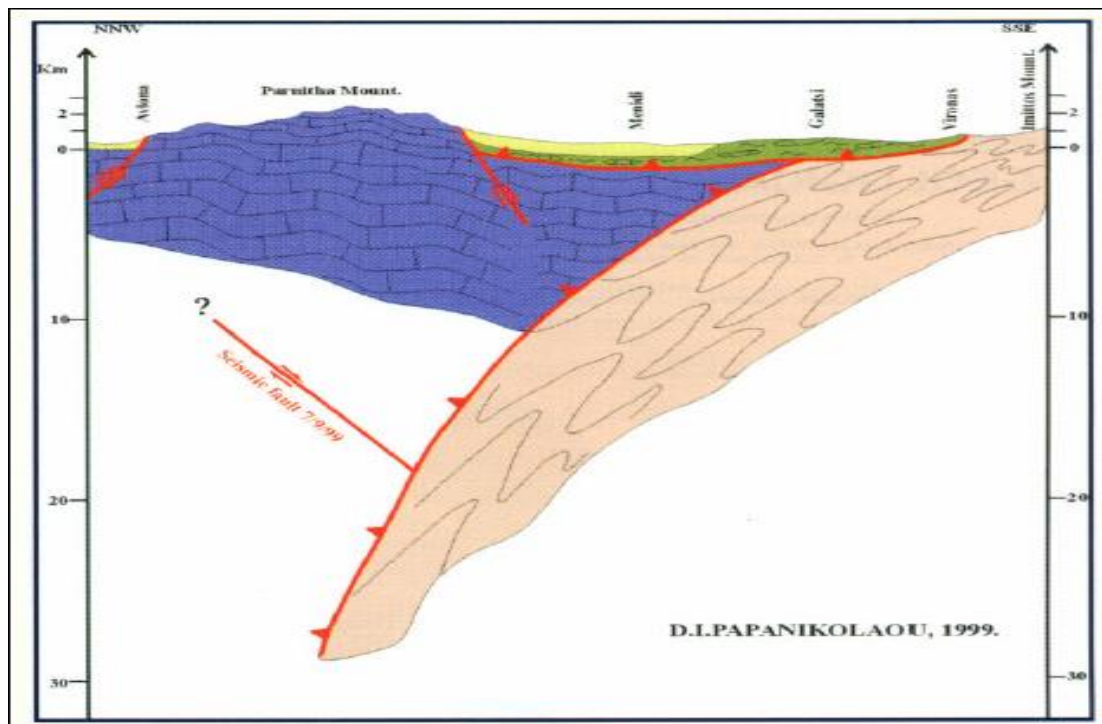 NNW
SSE
Km
Avlona
Parnitha Mount.
Menidi
Galatsi
Vironas
Imittos Mount.
2
0
10
20
30
2
0
10
20
30
?
Seismic fault 7/9/99
D.I.PAPANIKOLAOU, 1999.